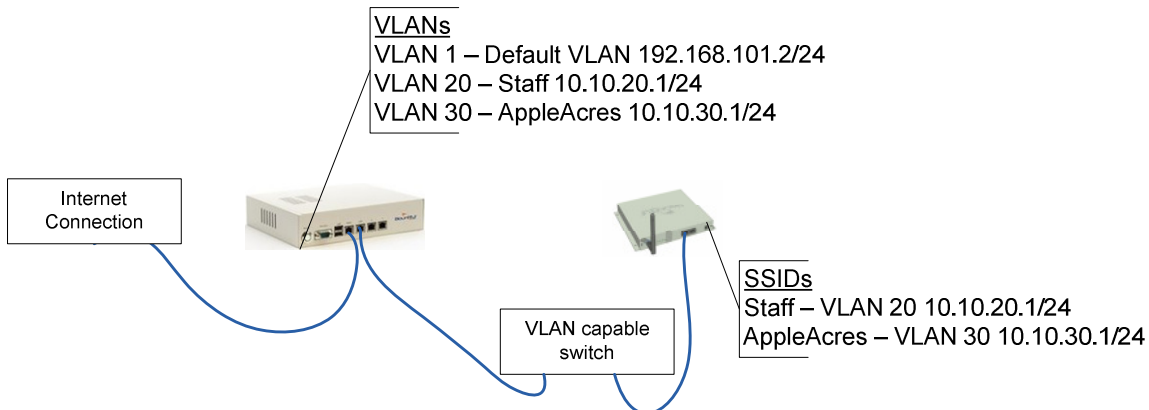 VLANs
VLAN 1 – Default VLAN 192.168.101.2/24
VLAN 20 – Staff 10.10.20.1/24
VLAN 30 – AppleAcres 10.10.30.1/24
Internet
Connection
SSIDs
Staff – VLAN 20 10.10.20.1/24
AppleAcres – VLAN 30 10.10.30.1/24
VLAN capable
switch